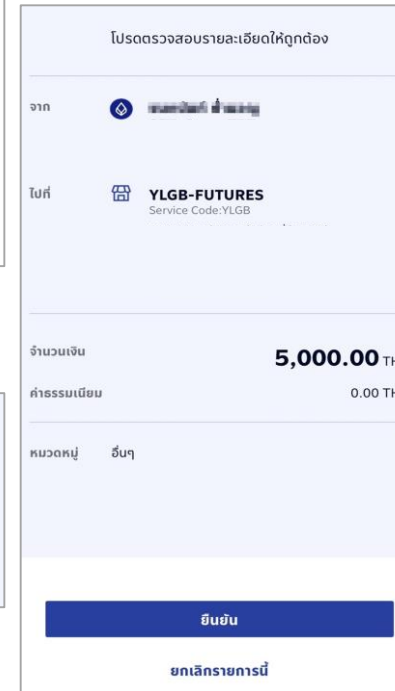 โปรดตรวจสอบรายละเอียดให้ถูกต้อง
จาก
ไปที่ YLGB-FUTURES
Service Code:YLGB
จำนวนเงิน 5,000.00 TH
ค่าธรรมเนียม 0.00 TH
หมวดหมู่ อื่นๆ
ยืนยัน
ยกเลิกรายการนี้